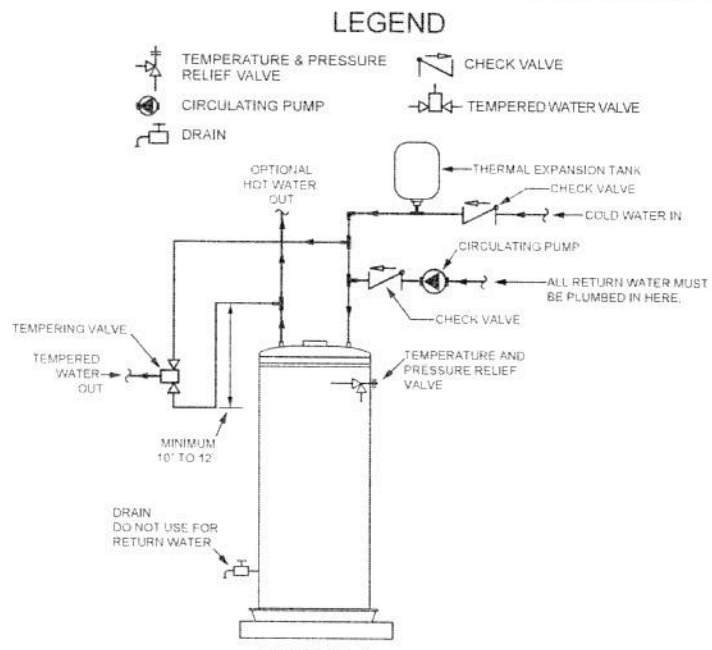 LEGEND
TEMPERATURE & PRESSURE
RELIEF VALVE
CHECK VALVE
CIRCULATING PUMP
TEMPERED WATER VALVE
DRAIN
OPTIONAL
HOT WATER
OUT
THERMAL EXPANSION TANK
CHECK VALVE
COLD WATER IN
CIRCULATING PUMP
ALL RETURN WATER MUST
BE PLUMBED IN HERE.
CHECK VALVE
TEMPERING VALVE
TEMPERED
WATER
OUT
TEMPERATURE AND
PRESSURE RELIEF
VALVE
MINIMUM
10" TO 12"
DRAIN
DO NOT USE FOR
RETURN WATER